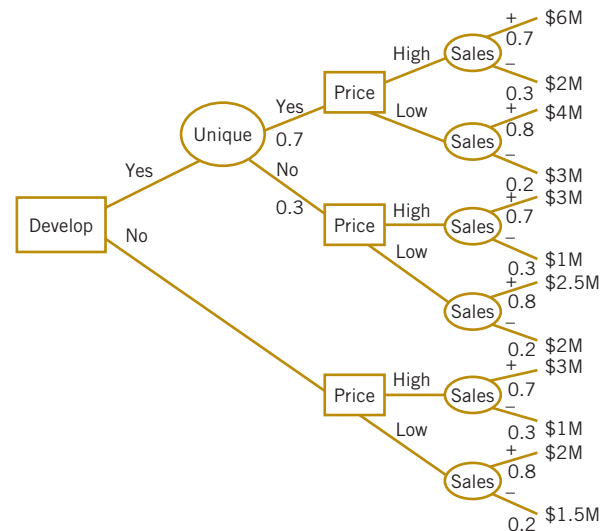 + $6M
0.7
High Sales
–
0.3 $2M
Price
+ $4M
Low 0.8
Sales
Yes –
Unique 0.7 0.2 $3M
Yes No + $3M
0.3 High 0.7
Price Sales
Develop –
No Low 0.3 $1M
+ $2.5M
0.8
Sales
–
0.2 $2M
+ $3M
High 0.7
Price Sales
–
Low 0.3 $1M
+ $2M
0.8
Sales
–
0.2 $1.5M